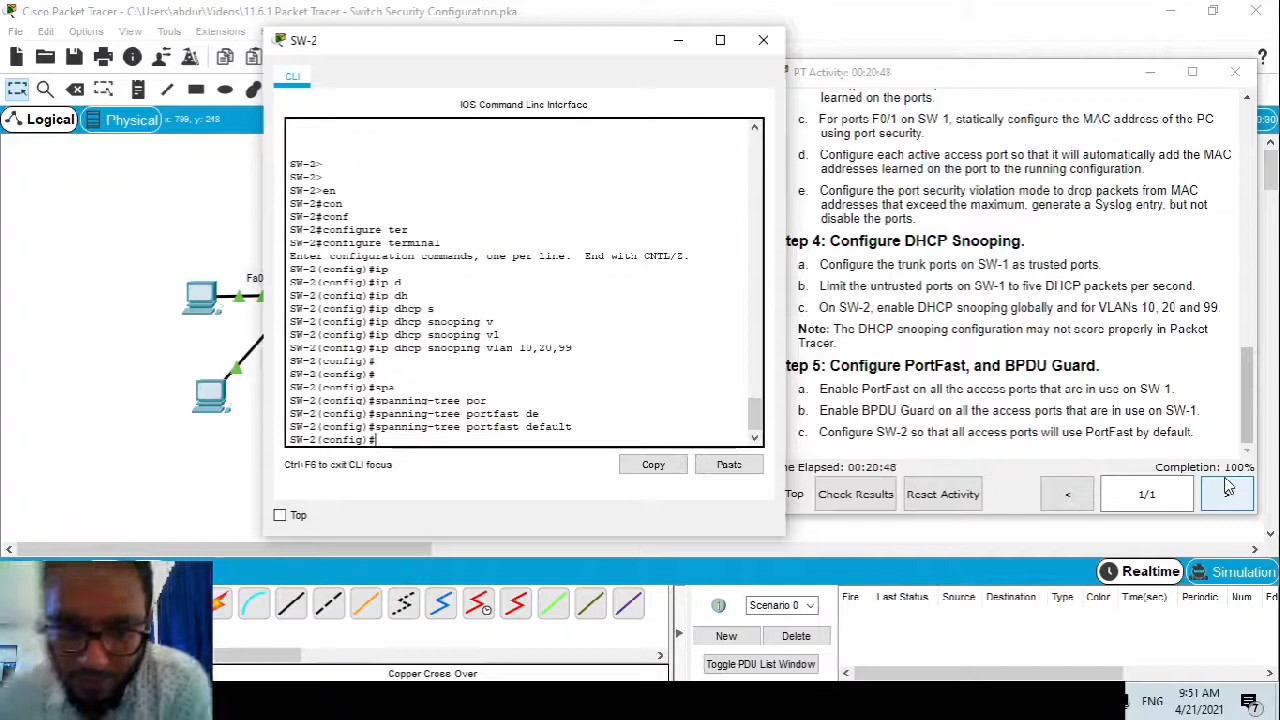 Cisco Packet Tracer - C:\Users\abdur\Videos\11.6.1 Packet Tracer - Switch Security Configuration.pka
File Edit Options View Tools Extensions
Logical Physical x: 799, y: 248
Fa0
SW-2
CLI
IOS Command Line Interface
SW-2>
SW-2>
SW-2>en
SW-2#con
SW-2#conf
SW-2#configure ter
SW-2#configure terminal
Enter configuration commands, one per line. End with CNTL/Z.
SW-2(config)#ip
SW-2(config)#ip d
SW-2(config)#ip dh
SW-2(config)#ip dhcp s
SW-2(config)#ip dhcp snooping v
SW-2(config)#ip dhcp snooping vl
SW-2(config)#ip dhcp snooping vlan 10,20,99
SW-2(config)#
SW-2(config)#
SW-2(config)#spa
SW-2(config)#spanning-tree por
SW-2(config)#spanning-tree portfast de
SW-2(config)#spanning-tree portfast default
SW-2(config)#
Ctrl+F6 to exit CLI focus
Copy Paste
Top
PT Activity: 00:20:48
learned on the ports.
c. For ports F0/1 on SW-1, statically configure the MAC address of the PC
using port security.
d. Configure each active access port so that it will automatically add the MAC
addresses learned on the port to the running configuration.
e. Configure the port security violation mode to drop packets from MAC
addresses that exceed the maximum, generate a Syslog entry, but not
disable the ports.
tep 4: Configure DHCP Snooping.
a. Configure the trunk ports on SW-1 as trusted ports.
b. Limit the untrusted ports on SW-1 to five DHCP packets per second.
c. On SW-2, enable DHCP snooping globally and for VLANs 10, 20 and 99.
Note: The DHCP snooping configuration may not score properly in Packet
Tracer.
tep 5: Configure PortFast, and BPDU Guard.
a. Enable PortFast on all the access ports that are in use on SW-1.
b. Enable BPDU Guard on all the access ports that are in use on SW-1.
c. Configure SW-2 so that all access ports will use PortFast by default.
ne Elapsed: 00:20:48 Completion: 100%
Top Check Results Reset Activity < 1/1
Realtime Simulation
Scenario 0
New Delete
Toggle PDU List Window
Fire Last Status Source Destination Type Color Time(sec) Periodic Num Ed
Copper Cross-Over
ENG
9:51 AM
4/21/2021
7